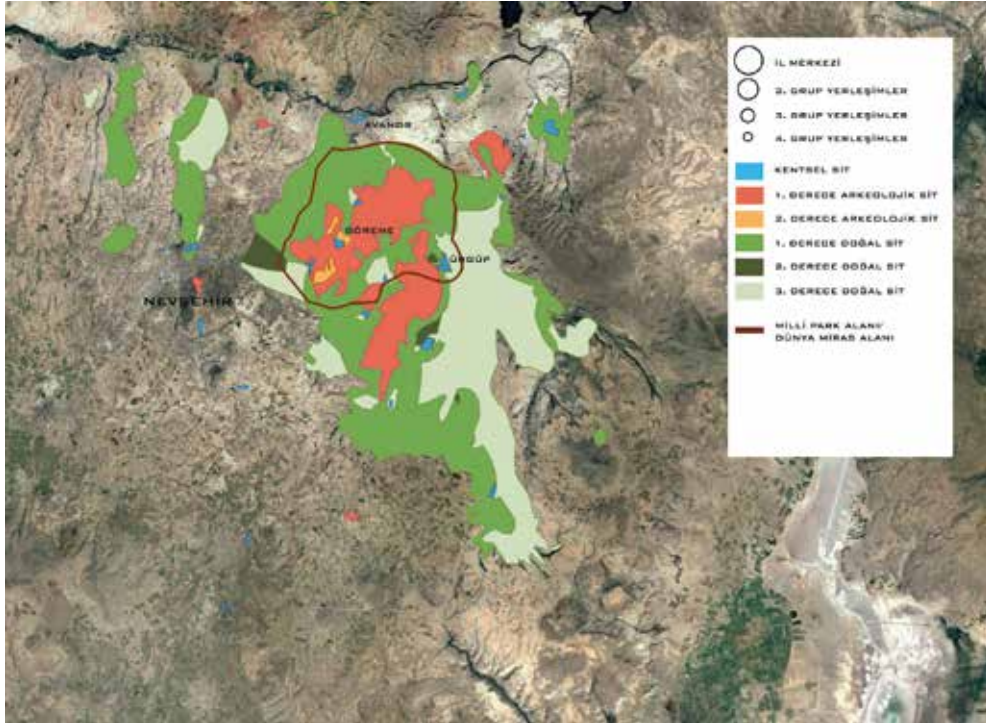 İL MERKEZİ
2. GRUP YERLEŞİMLER
3. GRUP YERLEŞİMLER
4. GRUP YERLEŞİMLER
KENTSEL SİT
1. DERECE ARKEOLOJİK SİT
2. DERECE ARKEOLOJİK SİT
1. DERECE DOĞAL SİT
2. DERECE DOĞAL SİT
3. DERECE DOĞAL SİT
MİLLİ PARK ALANI/
DÜNYA MİRAS ALANI
AVANOS
GÖREME
ÜRGÜP
NEVŞEHİR